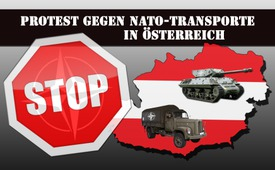 PROTEST GEGEN NATO-TRANSPORTE
IN ÖSTERREICH
STOP